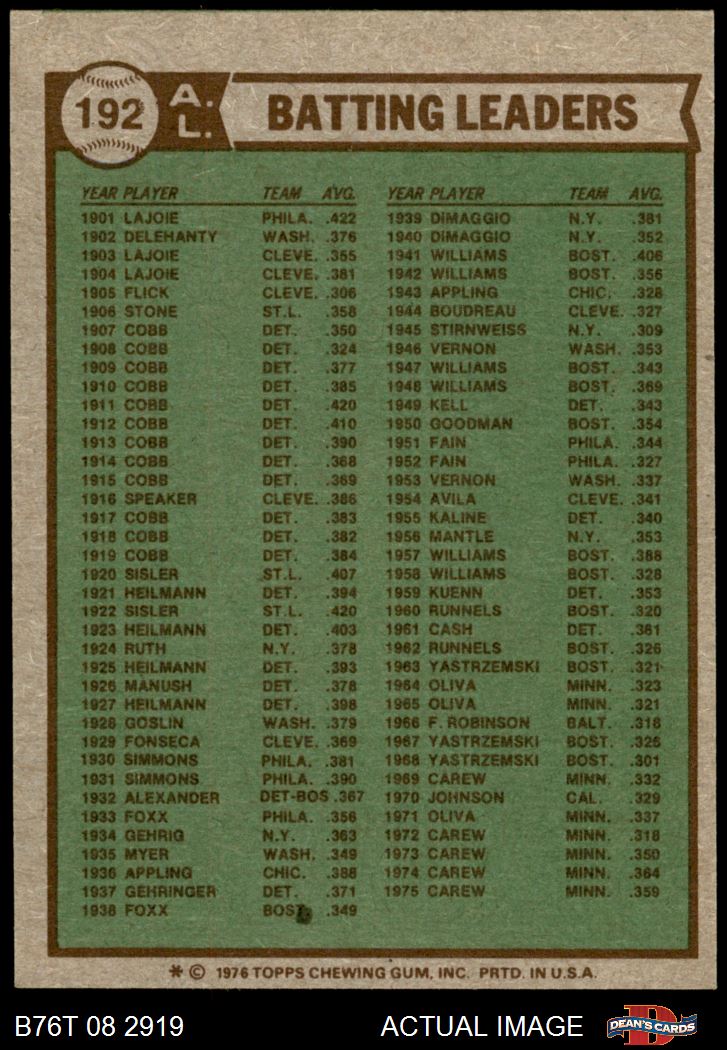 192 A. L. BATTING LEADERS
YEAR PLAYER TEAM AVG.
1901 LAJOIE PHILA. .422
1902 DELEHANTY WASH. .376
1903 LAJOIE CLEVE. .355
1904 LAJOIE CLEVE. .381
1905 FLICK CLEVE. .306
1906 STONE ST.L. .358
1907 COBB DET. .350
1908 COBB DET. .324
1909 COBB DET. .377
1910 COBB DET. .385
1911 COBB DET. .420
1912 COBB DET. .410
1913 COBB DET. .390
1914 COBB DET. .368
1915 COBB DET. .369
1916 SPEAKER CLEVE. .386
1917 COBB DET. .383
1918 COBB DET. .382
1919 COBB DET. .384
1920 SISLER ST.L. .407
1921 HEILMANN DET. .394
1922 SISLER ST.L. .420
1923 HEILMANN DET. .403
1924 RUTH N.Y. .378
1925 HEILMANN DET. .393
1926 MANUSH DET. .378
1927 HEILMANN DET. .398
1928 GOSLIN WASH. .379
1929 FONSECA CLEVE. .369
1930 SIMMONS PHILA. .381
1931 SIMMONS PHILA. .390
1932 ALEXANDER DET-BOS .367
1933 FOXX PHILA. .356
1934 GEHRIG N.Y. .363
1935 MYER WASH. .349
1936 APPLING CHIC. .388
1937 GEHRINGER DET. .371
1938 FOXX BOST. .349
YEAR PLAYER TEAM AVG.
1939 DIMAGGIO N.Y. .381
1940 DIMAGGIO N.Y. .352
1941 WILLIAMS BOST. .406
1942 WILLIAMS BOST. .356
1943 APPLING CHIC. .328
1944 BOUDREAU CLEVE. .327
1945 STIRNWEISS N.Y. .309
1946 VERNON WASH. .353
1947 WILLIAMS BOST. .343
1948 WILLIAMS BOST. .369
1949 KELL DET. .343
1950 GOODMAN BOST. .354
1951 FAIN PHILA. .344
1952 FAIN PHILA. .327
1953 VERNON WASH. .337
1954 AVILA CLEVE. .341
1955 KALINE DET. .340
1956 MANTLE N.Y. .353
1957 WILLIAMS BOST. .388
1958 WILLIAMS BOST. .328
1959 KUENN DET. .353
1960 RUNNELS BOST. .320
1961 CASH DET. .361
1962 RUNNELS BOST. .326
1963 YASTRZEMSKI BOST. .321
1964 OLIVA MINN. .323
1965 OLIVA MINN. .321
1966 F. ROBINSON BALT. .316
1967 YASTRZEMSKI BOST. .326
1968 YASTRZEMSKI BOST. .301
1969 CAREW MINN. .332
1970 JOHNSON CAL. .329
1971 OLIVA MINN. .337
1972 CAREW MINN. .318
1973 CAREW MINN. .350
1974 CAREW MINN. .364
1975 CAREW MINN. .359
* © 1976 TOPPS CHEWING GUM, INC. PRTD. IN U.S.A.
B76T 08 2919 ACTUAL IMAGE DEAN'S CARDS